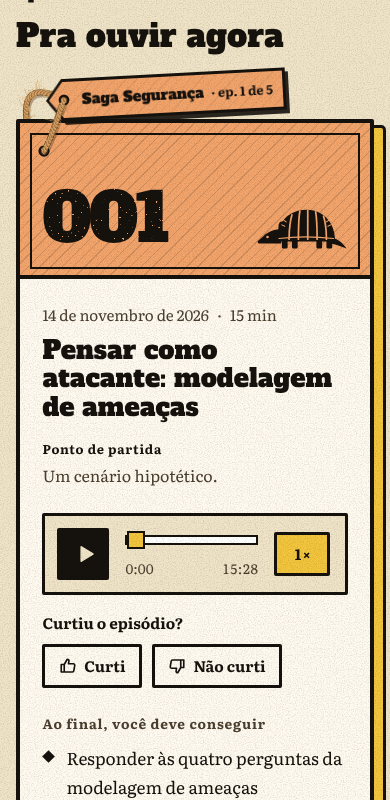 Pra ouvir agora
Saga Segurança · ep. 1 de 5
001
14 de novembro de 2026 · 15 min
Pensar como
atacante: modelagem
de ameaças
Ponto de partida
Um cenário hipotético.
0:00 15:28 1×
Curtiu o episódio?
Curti Não curti
Ao final, você deve conseguir
Responder às quatro perguntas da
modelagem de ameaças